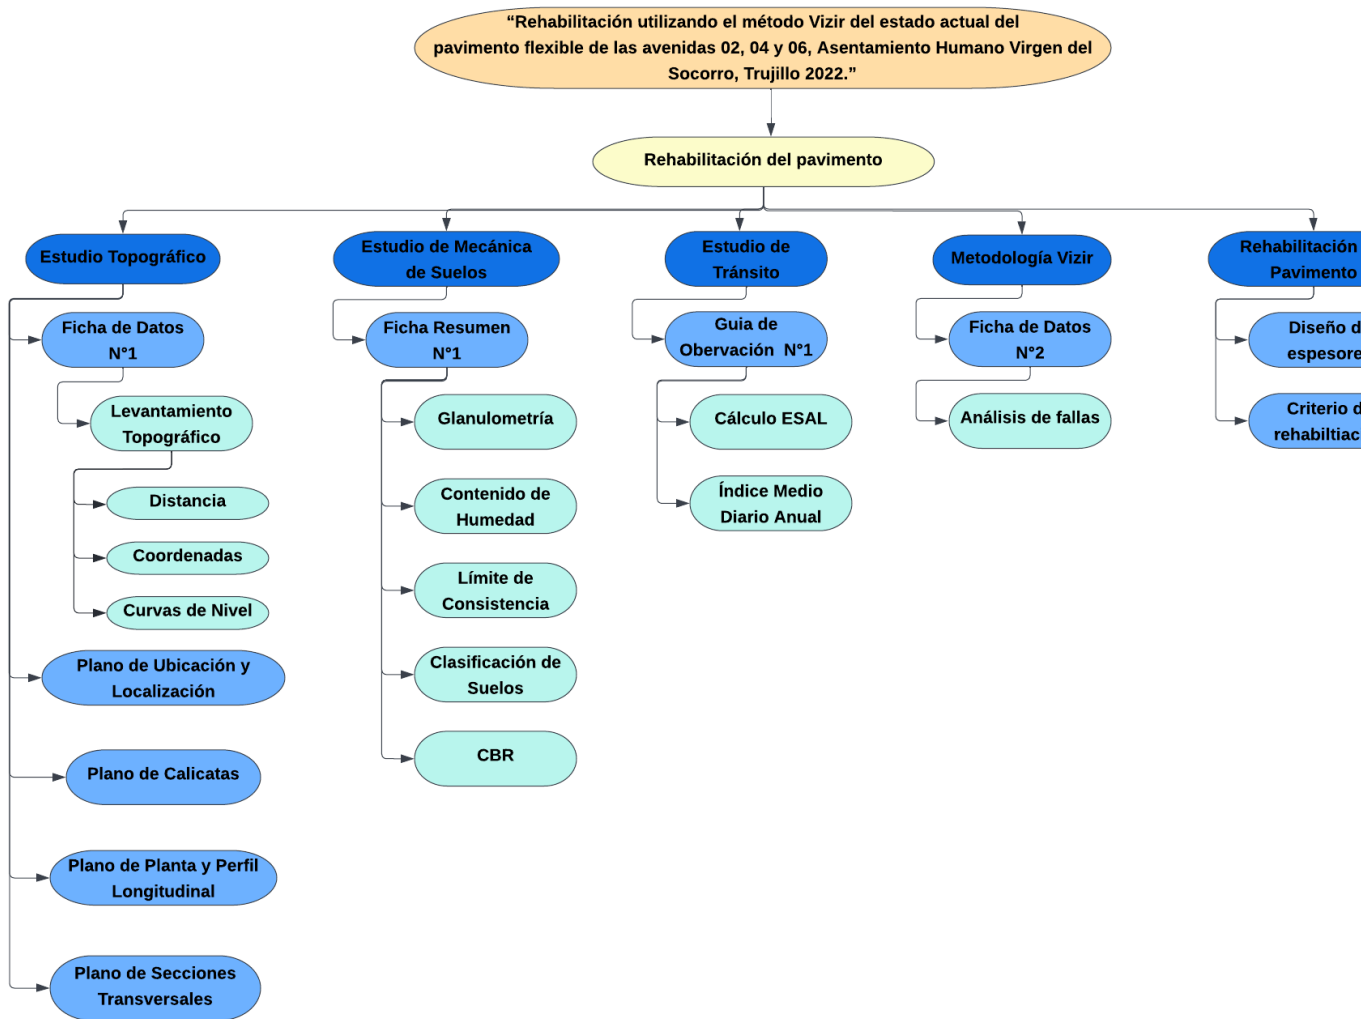 “Rehabilitación utilizando el método Vizir del estado actual del
pavimento flexible de las avenidas 02, 04 y 06, Asentamiento Humano Virgen del
Socorro, Trujillo 2022.”
Rehabilitación del pavimento
Estudio Topográfico
Ficha de Datos
N°1
Levantamiento
Topográfico
Distancia
Coordenadas
Curvas de Nivel
Plano de Ubicación y
Localización
Plano de Calicatas
Plano de Planta y Perfil
Longitudinal
Plano de Secciones
Transversales
Estudio de Mecánica
de Suelos
Ficha Resumen
N°1
Glanulometría
Contenido de
Humedad
Límite de
Consistencia
Clasificación de
Suelos
CBR
Estudio de
Tránsito
Guia de
Obervación N°1
Cálculo ESAL
Índice Medio
Diario Anual
Metodología Vizir
Ficha de Datos
N°2
Análisis de fallas
Rehabilitación
Pavimento
Diseño
Criterio